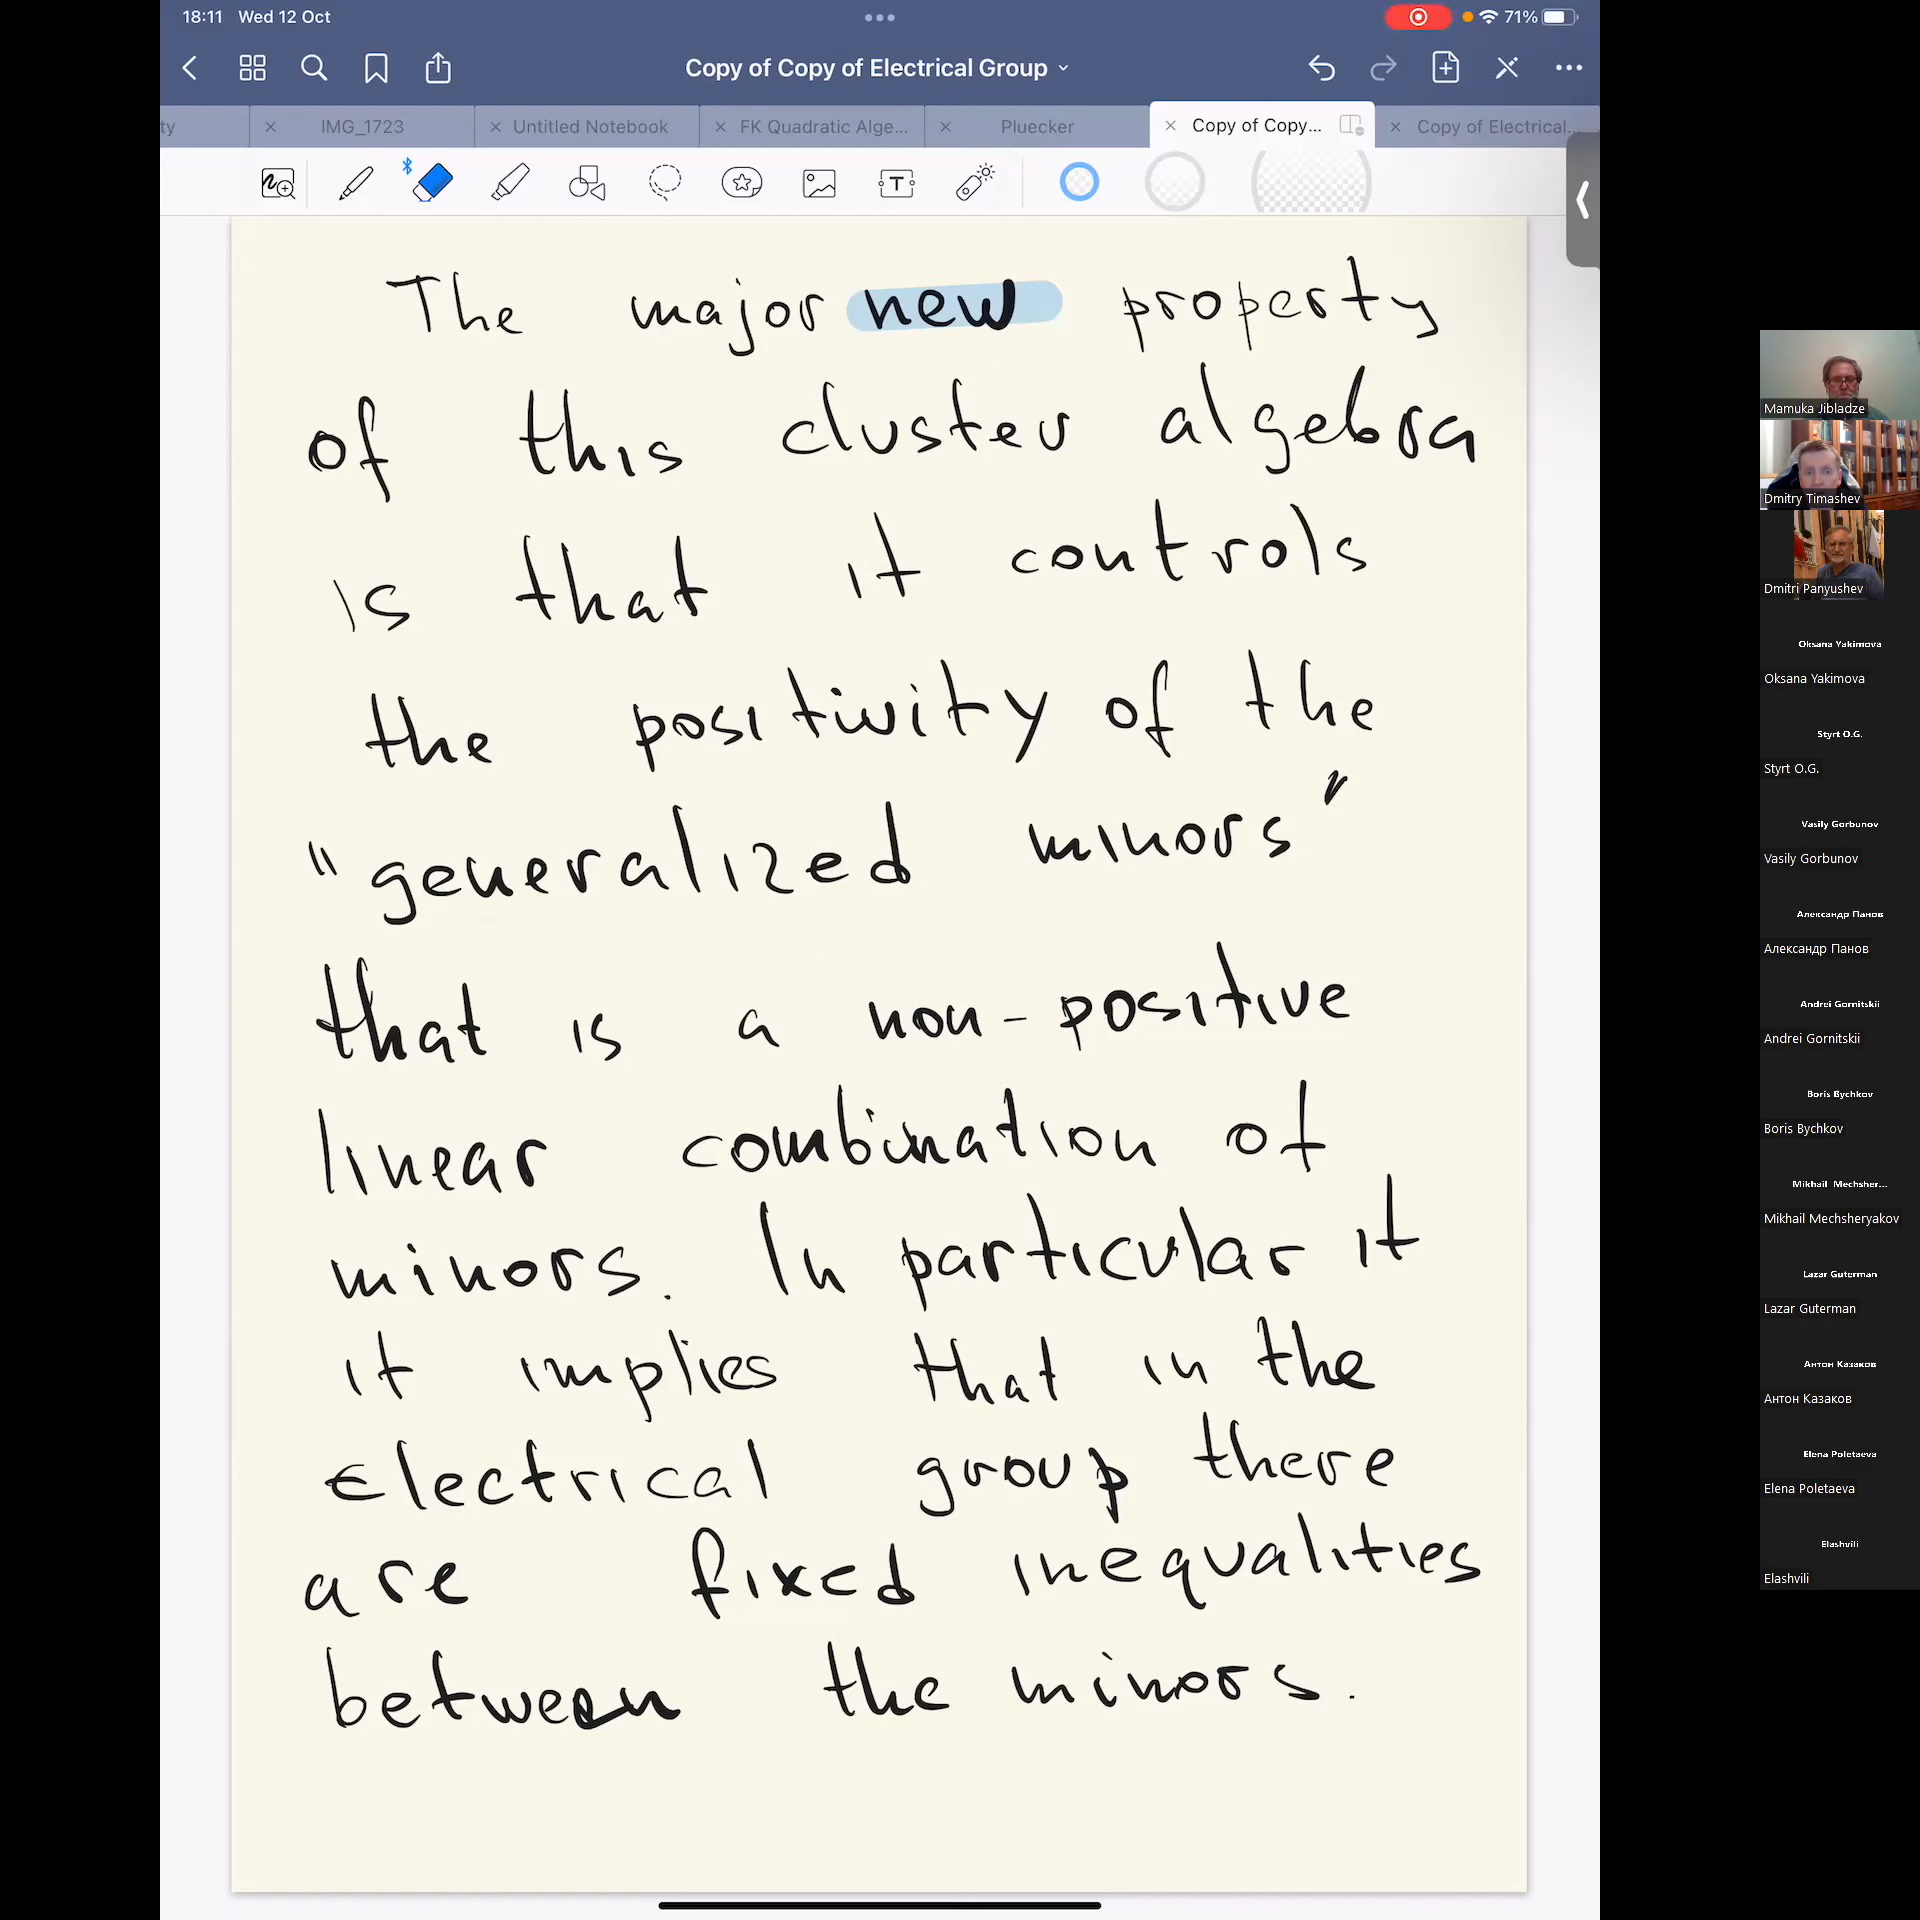 18:11 Wed 12 Oct
71%
Copy of Copy of Electrical Group
ty
IMG_1723
Untitled Notebook
FK Quadratic Alge...
Pluecker
Copy of Copy...
Copy of Electrical...
The major new property
of this cluster algebra
is that it controls
the positivity of the
"generalized minors"
that is a non-positive
linear combination of
minors. In particular it
it implies that in the
electrical group there
are fixed inequalities
between the minors.
Mamuka Jibladze
Dmitry Timashev
Dmitri Panyushev
Oksana Yakimova
Oksana Yakimova
Styrt O.G.
Styrt O.G.
Vasily Gorbunov
Vasily Gorbunov
Александр Панов
Александр Панов
Andrei Gornitskii
Andrei Gornitskii
Boris Bychkov
Boris Bychkov
Mikhail Mechsher...
Mikhail Mechsheryakov
Lazar Guterman
Lazar Guterman
Антон Казаков
Антон Казаков
Elena Poletaeva
Elena Poletaeva
Elashvili
Elashvili